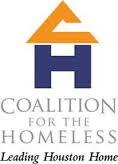 COALITION
FOR THE
HOMELESS
Leading Houston Home